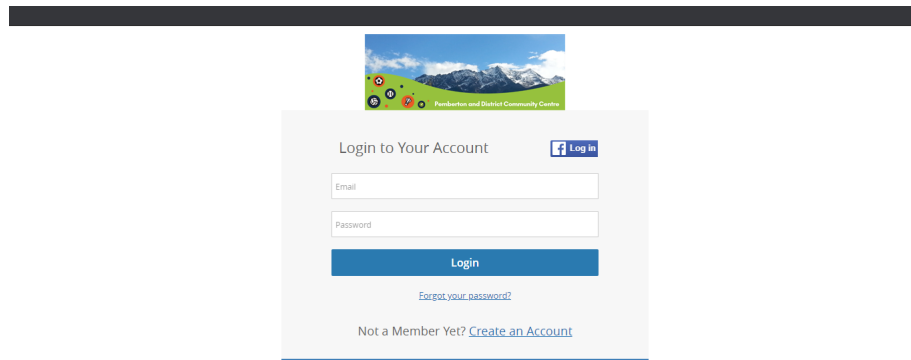 Pemberton and District Community Centre
Login to Your Account
f Log in
Email
Password
Login
Forgot your password?
Not a Member Yet? Create an Account